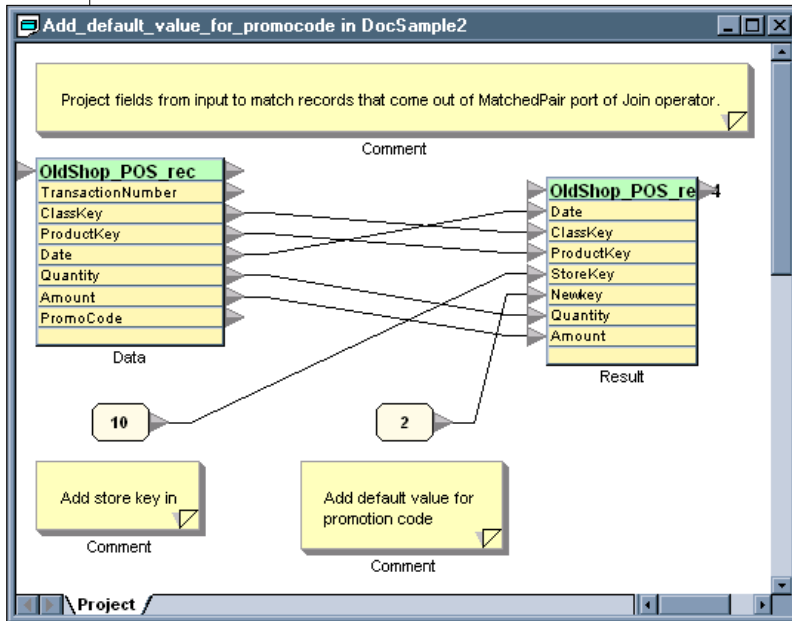 Add_default_value_for_promocode in DocSample2
Project fields from input to match records that come out of MatchedPair port of Join operator.
Comment
OldShop_POS_rec
TransactionNumber
ClassKey
ProductKey
Date
Quantity
Amount
PromoCode
Data
OldShop_POS_re 4
Date
ClassKey
ProductKey
StoreKey
Newkey
Quantity
Amount
Result
10
2
Add store key in
Comment
Add default value for
promotion code
Comment
Project